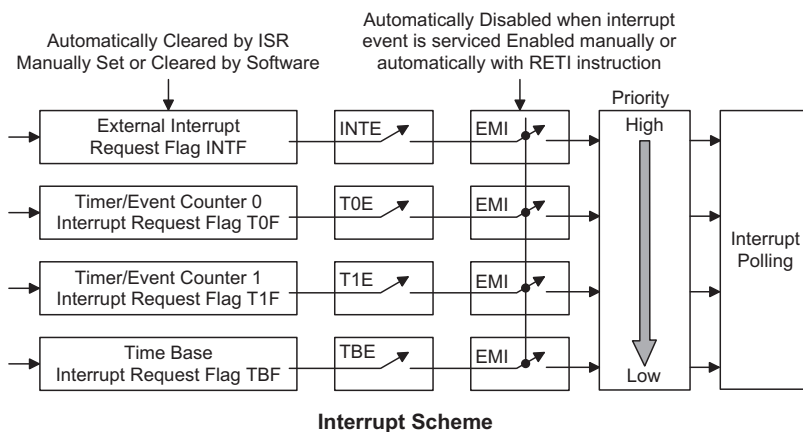 Automatically Cleared by ISR
Manually Set or Cleared by Software
Automatically Disabled when interrupt
event is serviced Enabled manually or
automatically with RETI instruction
Priority
External Interrupt
Request Flag INTF
INTE
EMI
High
Timer/Event Counter 0
Interrupt Request Flag T0F
T0E
EMI
Timer/Event Counter 1
Interrupt Request Flag T1F
T1E
EMI
Time Base
Interrupt Request Flag TBF
TBE
EMI
Low
Interrupt
Polling
Interrupt Scheme